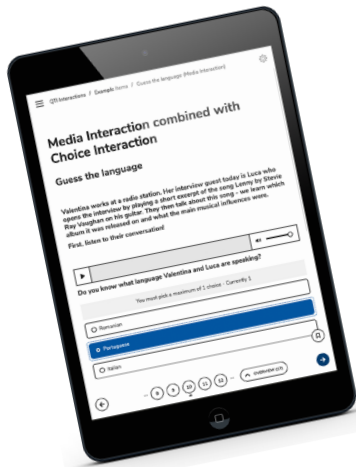 QTI Interactions / Example Items / Guess the language (Media Interaction)
Media Interaction combined with
Choice Interaction
Guess the language
Valentina works at a radio station. Her interview guest today is Luca who
opens the interview by playing a short excerpt of the song Lenny by Stevie
Ray Vaughan on his guitar. They then talk about this song - we learn which
album it was released on and what the main musical influences were.
First, listen to their conversation!
Do you know what language Valentina and Luca are speaking?
You must pick a maximum of 1 choice - Currently 1
Romanian
Portuguese
Italian
8 9 10 11 12
OVERVIEW